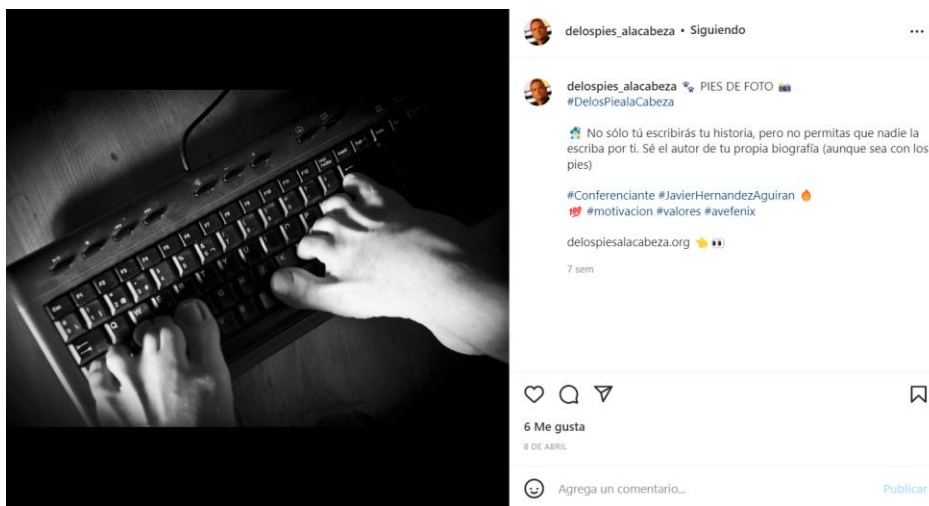 delospies_alacabeza • Siguiendo
delospies_alacabeza 🐾 PIES DE FOTO 📸
#DelosPiealaCabeza
No sólo tú escribirás tu historia, pero no permitas que nadie la
escriba por ti. Sé el autor de tu propia biografía (aunque sea con los
pies)
#Conferenciante #JavierHernandezAguiran 🔥
💯 #motivacion #valores #avefenix
delospiesalacabeza.org 👈 👀
7 sem
6 Me gusta
8 DE ABRIL
Agrega un comentario...
Publicar